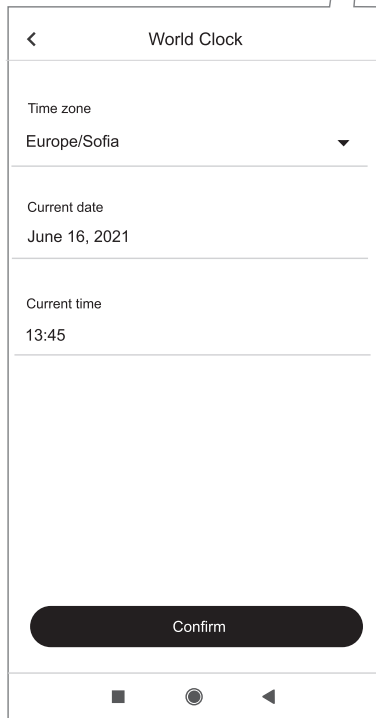 World Clock
Time zone
Europe/Sofia
Current date
June 16, 2021
Current time
13:45
Confirm